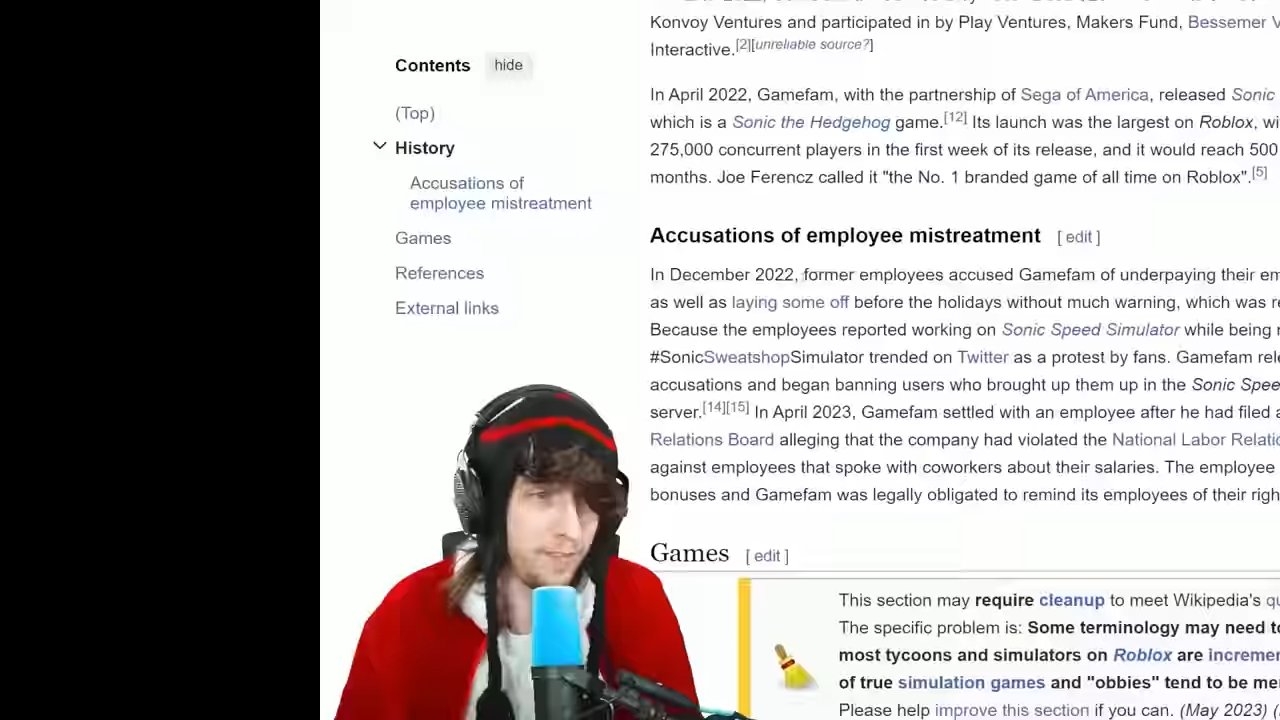 Konvoy Ventures and participated in by Play Ventures, Makers Fund, Bessemer V
Interactive.[2][unreliable source?]
Contents hide
(Top)
History
Accusations of
employee mistreatment
Games
References
External links
In April 2022, Gamefam, with the partnership of Sega of America, released Sonic
which is a Sonic the Hedgehog game.[12] Its launch was the largest on Roblox, wi
275,000 concurrent players in the first week of its release, and it would reach 500
months. Joe Ferencz called it "the No. 1 branded game of all time on Roblox".[5]
Accusations of employee mistreatment [ edit ]
In December 2022, former employees accused Gamefam of underpaying their em
as well as laying some off before the holidays without much warning, which was re
Because the employees reported working on Sonic Speed Simulator while being
#SonicSweatshopSimulator trended on Twitter as a protest by fans. Gamefam rele
accusations and began banning users who brought up them up in the Sonic Spee
server.[14][15] In April 2023, Gamefam settled with an employee after he had filed a
Relations Board alleging that the company had violated the National Labor Relatio
against employees that spoke with coworkers about their salaries. The employee
bonuses and Gamefam was legally obligated to remind its employees of their righ
Games [ edit ]
This section may require cleanup to meet Wikipedia's qu
The specific problem is: Some terminology may need to
most tycoons and simulators on Roblox are incremen
of true simulation games and "obbies" tend to be me
Please help improve this section if you can. (May 2023) (